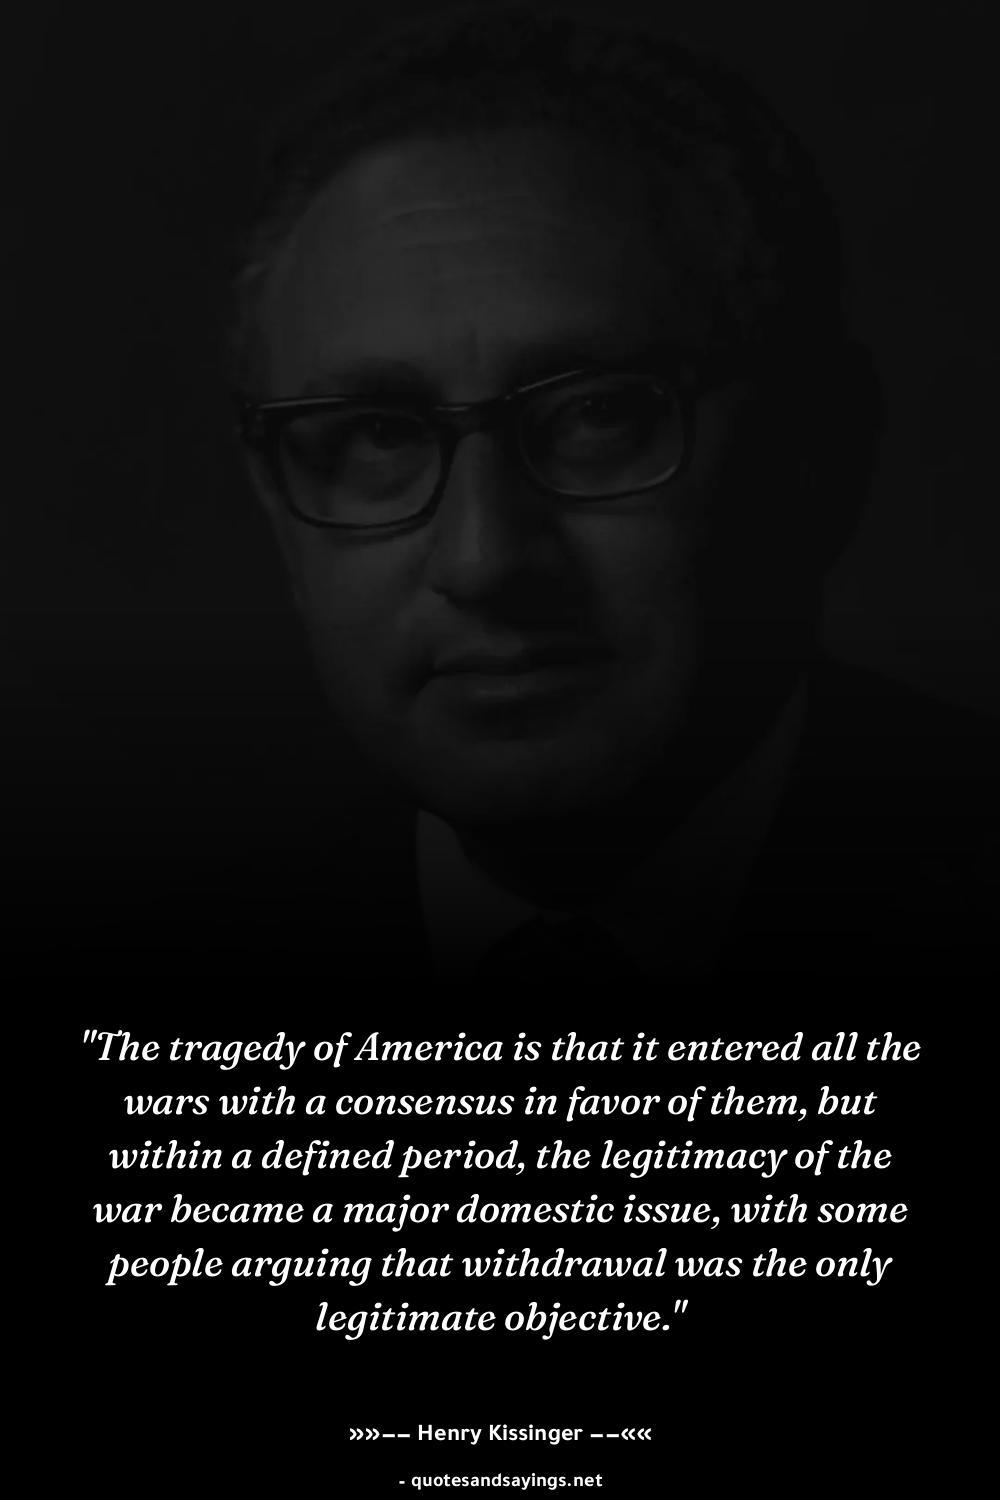 "The tragedy of America is that it entered all the
wars with a consensus in favor of them, but
within a defined period, the legitimacy of the
war became a major domestic issue, with some
people arguing that withdrawal was the only
legitimate objective."
»»–– Henry Kissinger ––««
- quotesandsayings.net